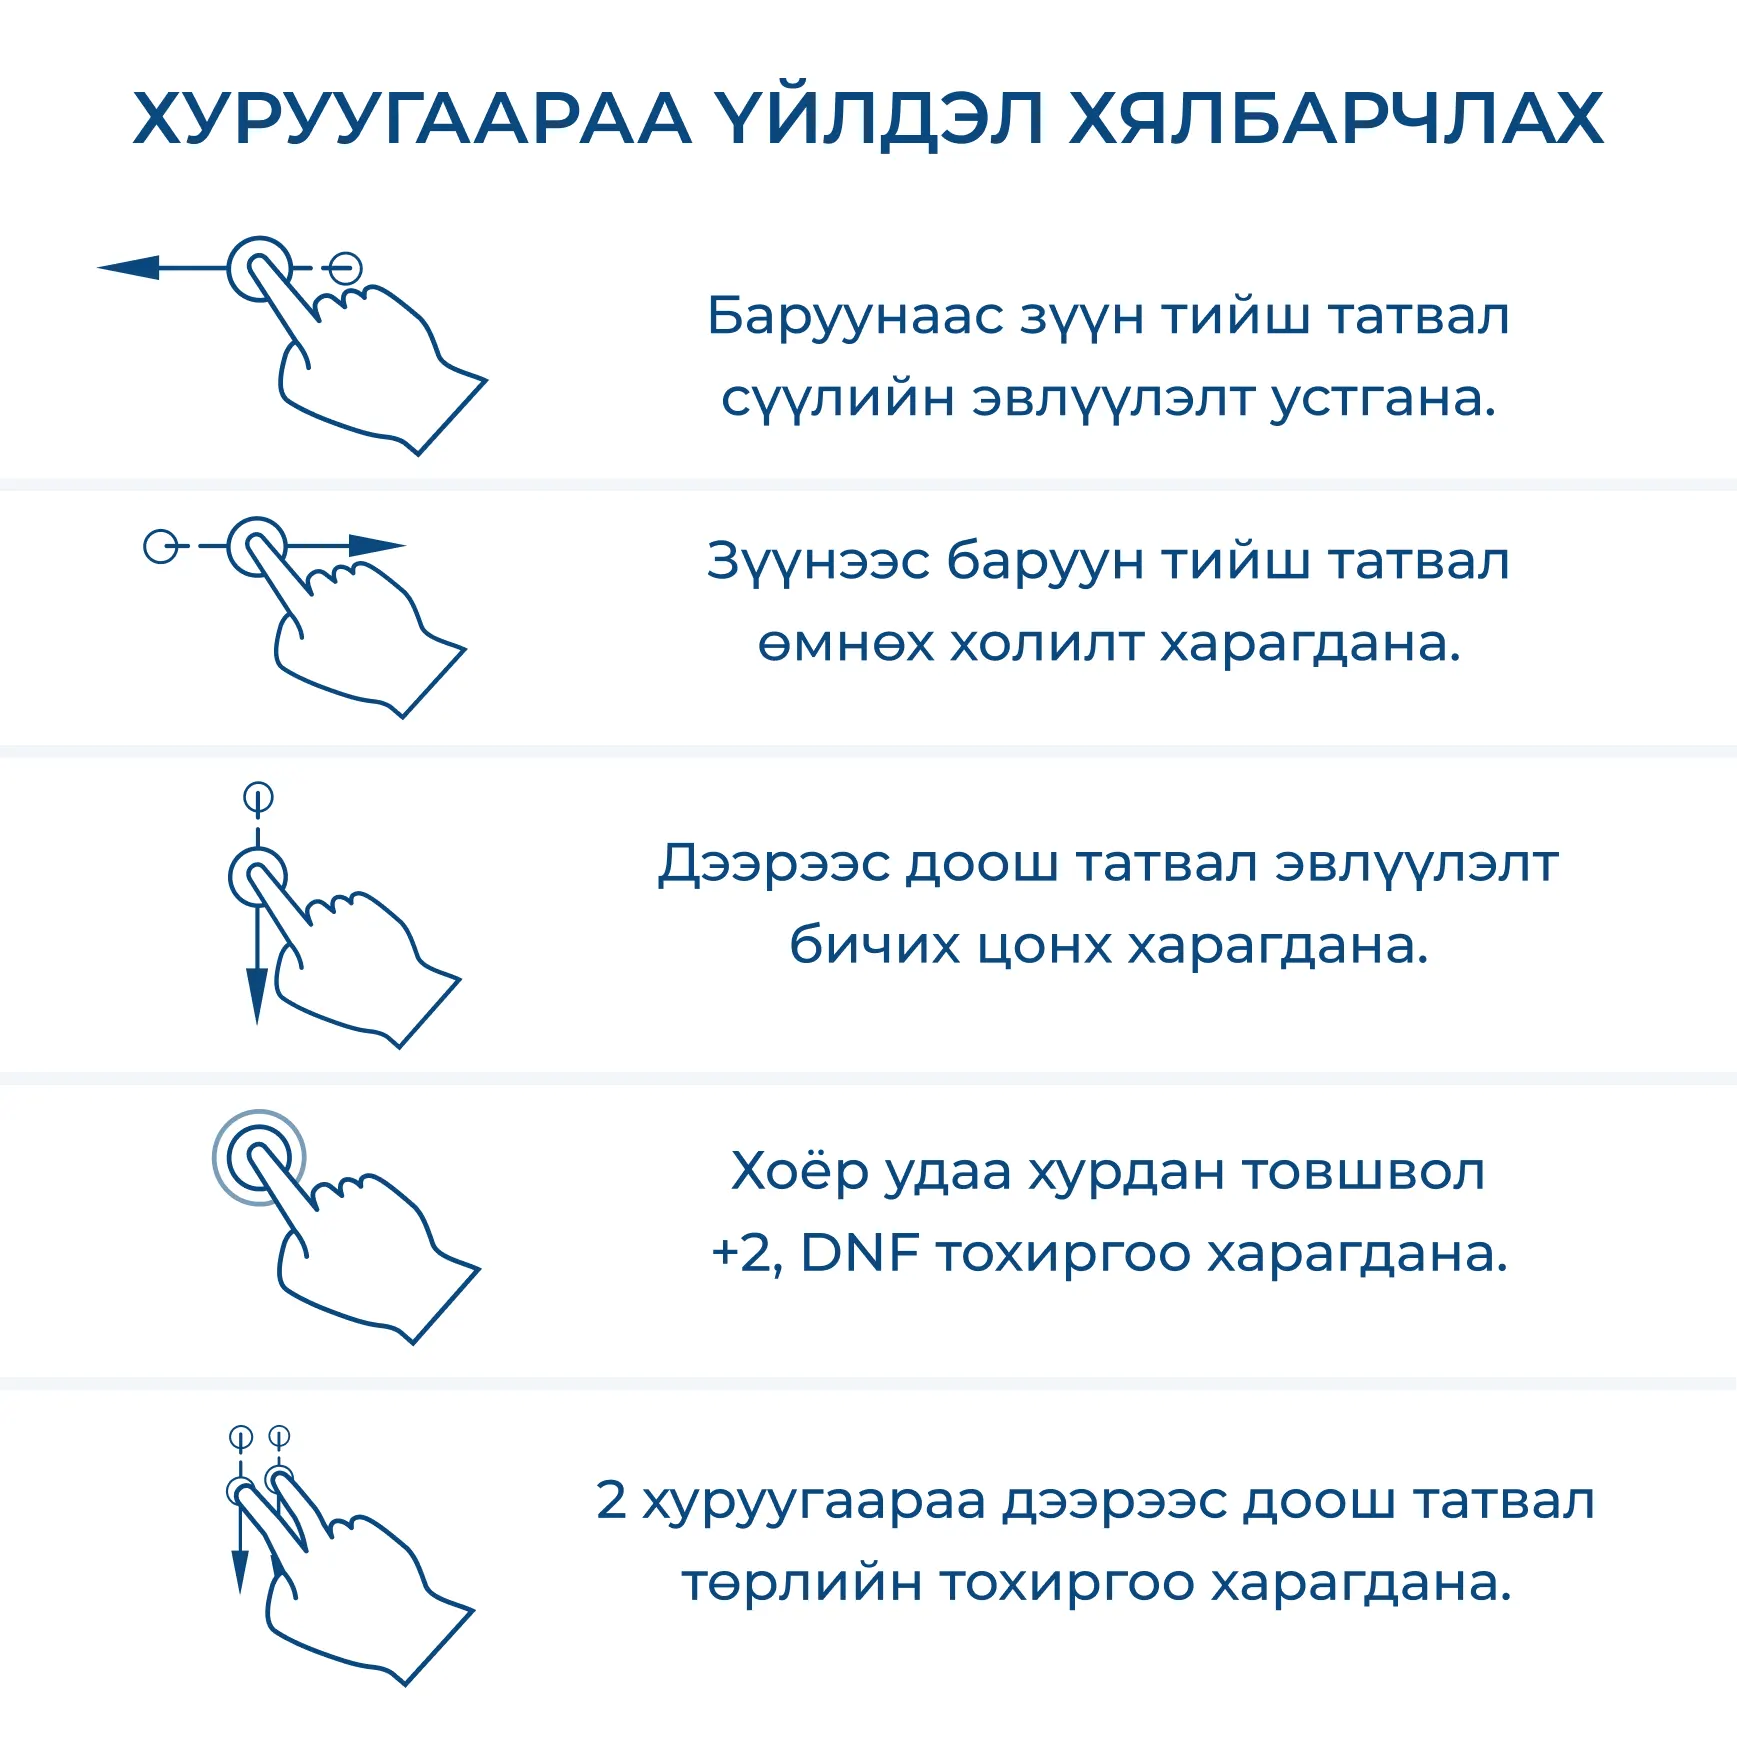 ХУРУУГААРАА ҮЙЛДЭЛ ХЯЛБАРЧЛАХ
Баруунаас зүүн тийш татвал
сүүлийн эвлүүлэлт устгана.
Зүүнээс баруун тийш татвал
өмнөх холилт харагдана.
Дээрээс доош татвал эвлүүлэлт
бичих цонх харагдана.
Хоёр удаа хурдан товшвол
+2, DNF тохиргоо харагдана.
2 хуруугаараа дээрээс доош татвал
төрлийн тохиргоо харагдана.